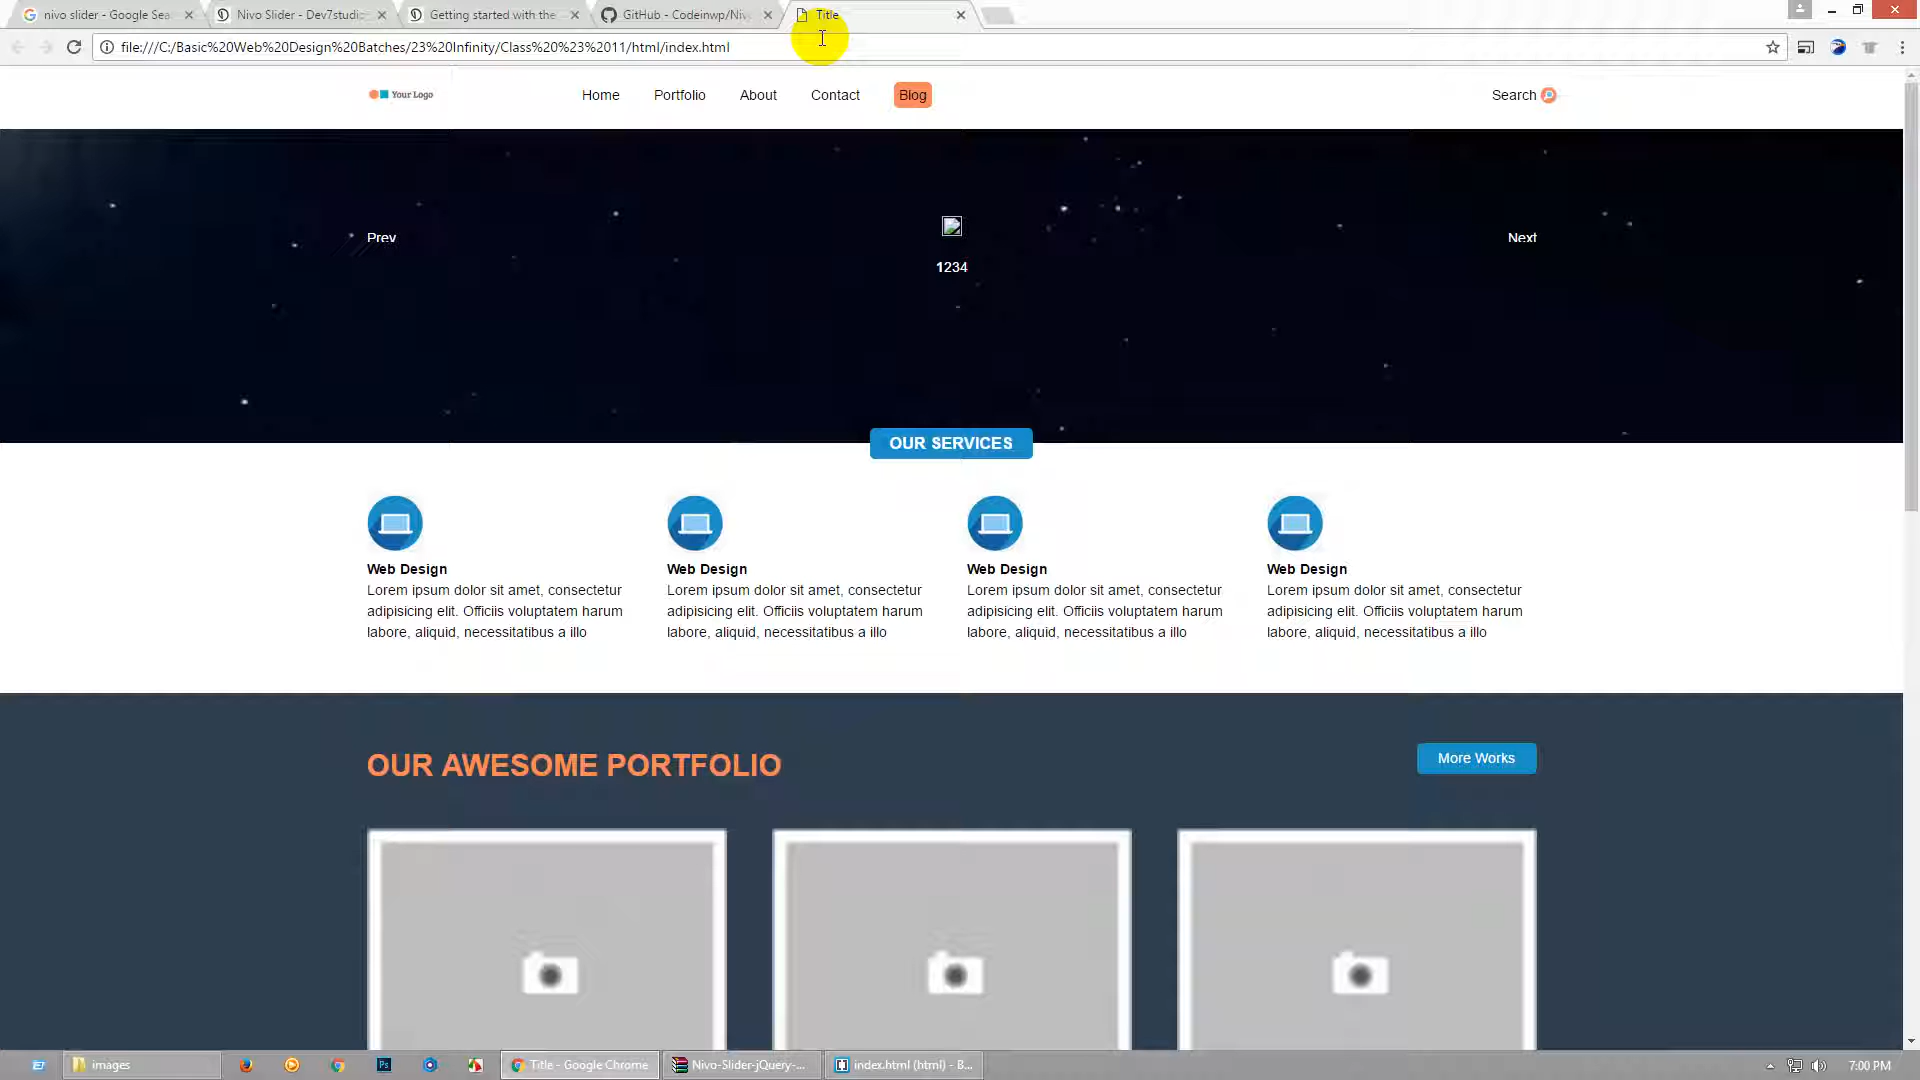 nivo slider - Google Sea
Nivo Slider - Dev7studio
Getting started with the
GitHub - Codeinwp/Niv
Title
file:///C:/Basic%20Web%20Design%20Batches/23%20Infinity/Class%20%23%2011/html/index.html
Your Logo
Home
Portfolio
About
Contact
Blog
Search
Prev
1234
Next
OUR SERVICES
Web Design
Lorem ipsum dolor sit amet, consectetur
adipisicing elit. Officiis voluptatem harum
labore, aliquid, necessitatibus a illo
Web Design
Lorem ipsum dolor sit amet, consectetur
adipisicing elit. Officiis voluptatem harum
labore, aliquid, necessitatibus a illo
Web Design
Lorem ipsum dolor sit amet, consectetur
adipisicing elit. Officiis voluptatem harum
labore, aliquid, necessitatibus a illo
Web Design
Lorem ipsum dolor sit amet, consectetur
adipisicing elit. Officiis voluptatem harum
labore, aliquid, necessitatibus a illo
OUR AWESOME PORTFOLIO
More Works
images
Ps
Title - Google Chrome
Nivo-Slider-jQuery-...
index.html (html) - B...
7:00 PM